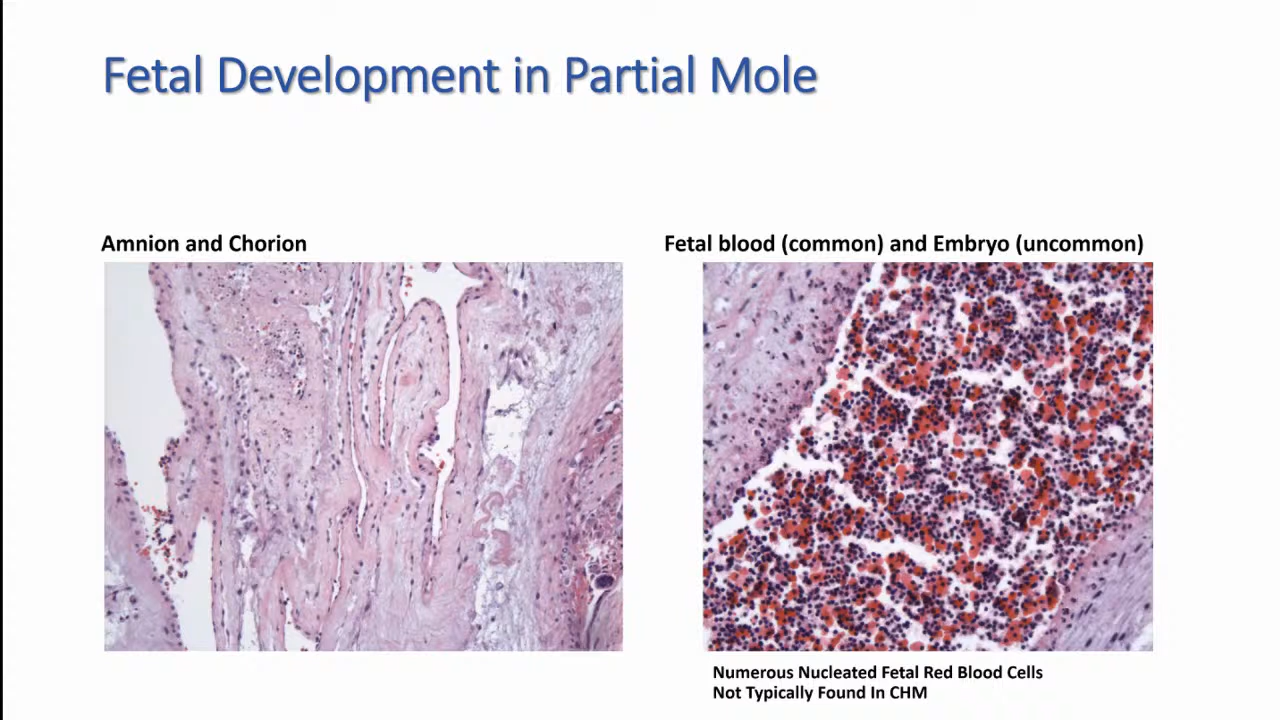 Fetal Development in Partial Mole
Amnion and Chorion
Fetal blood (common) and Embryo (uncommon)
Numerous Nucleated Fetal Red Blood Cells
Not Typically Found In CHM